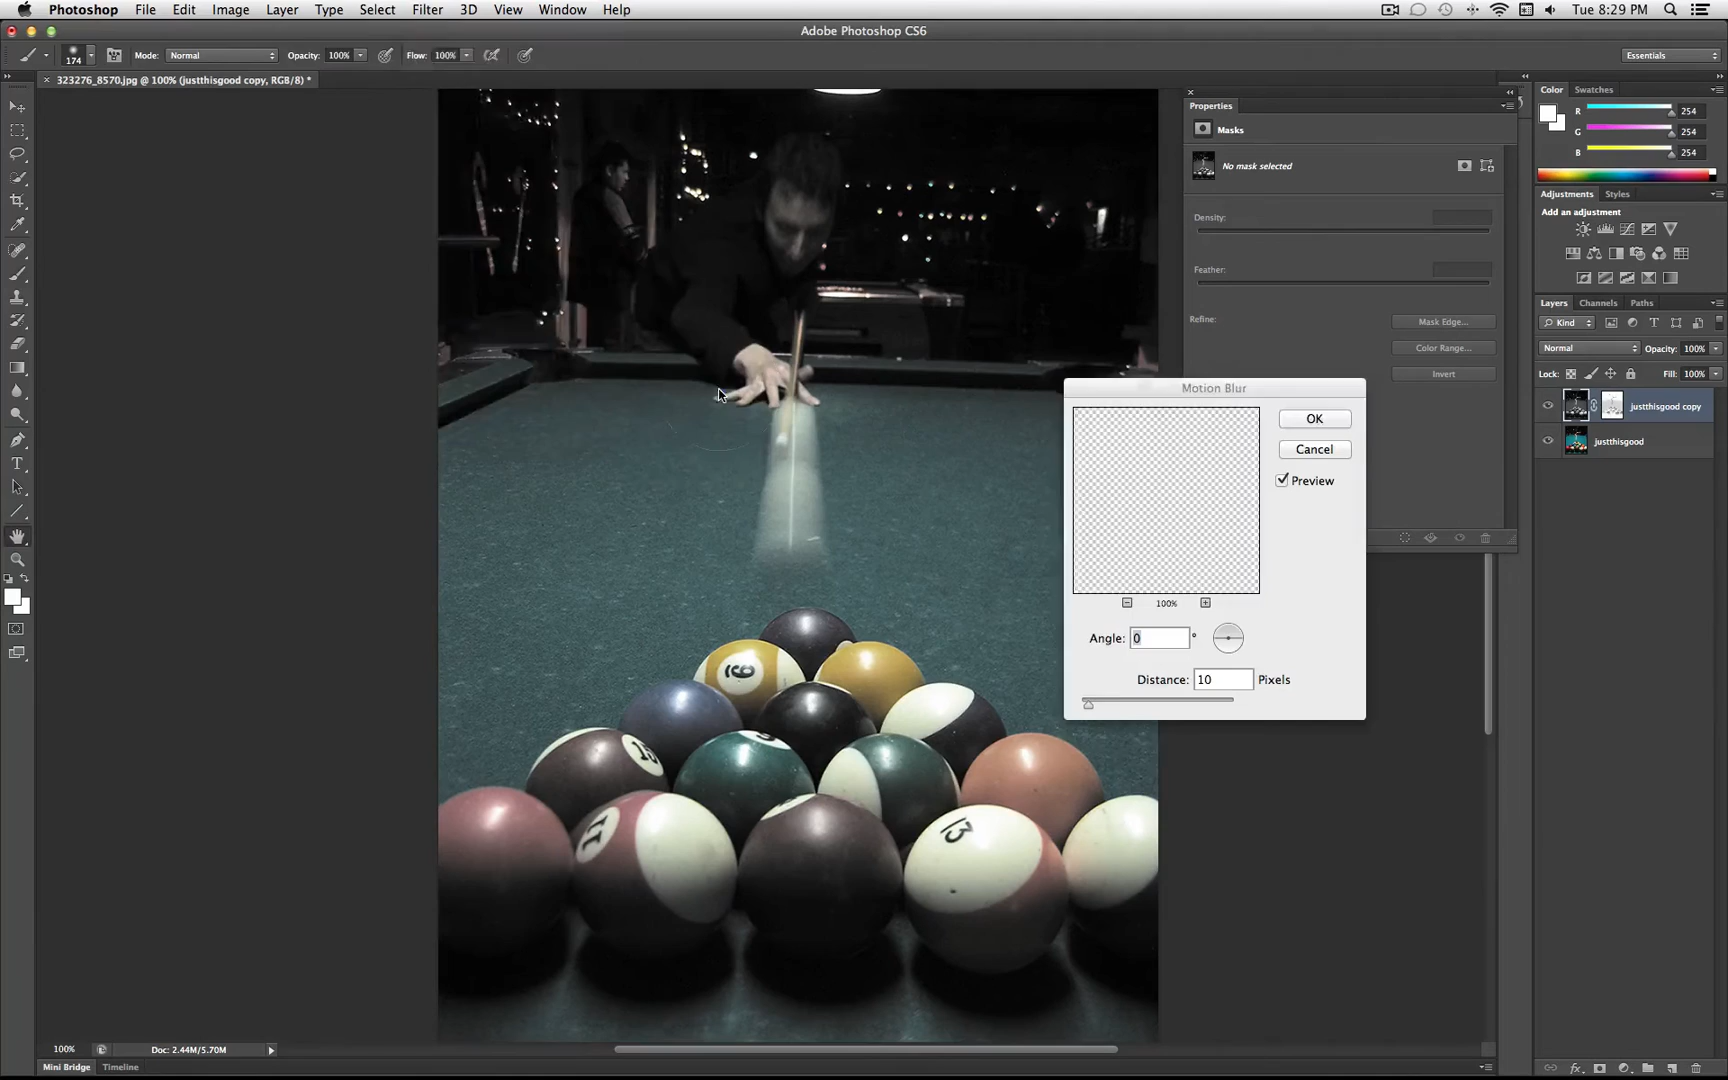 Photoshop File Edit Image Layer Type Select Filter 3D View Window Help Tue 8:29 PM
Adobe Photoshop CS6
174 Mode: Normal Opacity: 100% Flow: 100% Essentials
× 323276_8570.jpg @ 100% (justthisgood copy, RGB/8) *
Properties
Masks
No mask selected
Density:
Feather:
Refine:
Mask Edge...
Color Range...
Invert
Color Swatches
R 254
G 254
B 254
Adjustments Styles
Add an adjustment
Layers Channels Paths
Kind
Normal Opacity: 100%
Lock: Fill: 100%
justthisgood copy
justthisgood
Motion Blur
OK
Cancel
Preview
100%
Angle: 0 °
Distance: 10 Pixels
15
11
13
100% Doc: 2.44M/5.70M
Mini Bridge Timeline